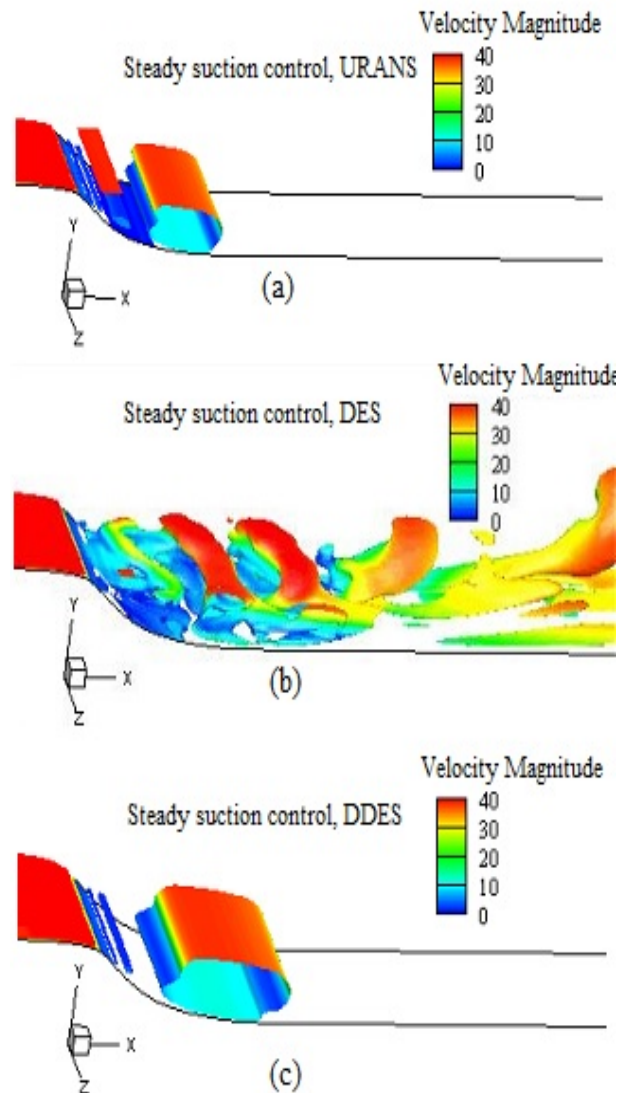 Velocity Magnitude
Steady suction control, URANS
40
30
20
10
0
Y
X
Z
(a)
Velocity Magnitude
Steady suction control, DES
40
30
20
10
0
Y
X
Z
(b)
Velocity Magnitude
Steady suction control, DDES
40
30
20
10
0
Y
X
Z
(c)